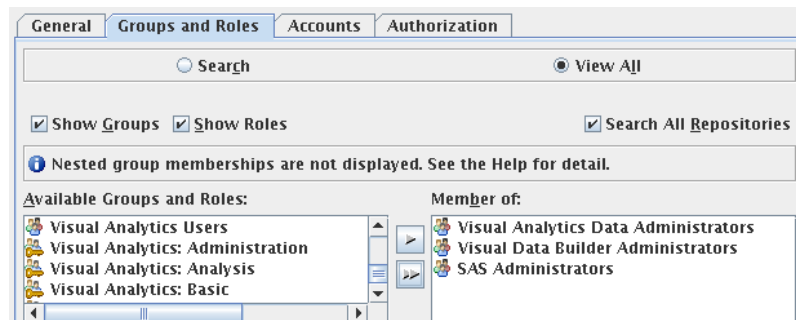 General Groups and Roles Accounts Authorization
Search View All
Show Groups Show Roles Search All Repositories
Nested group memberships are not displayed. See the Help for detail.
Available Groups and Roles:
Visual Analytics Users
Visual Analytics: Administration
Visual Analytics: Analysis
Visual Analytics: Basic
Member of:
Visual Analytics Data Administrators
Visual Data Builder Administrators
SAS Administrators